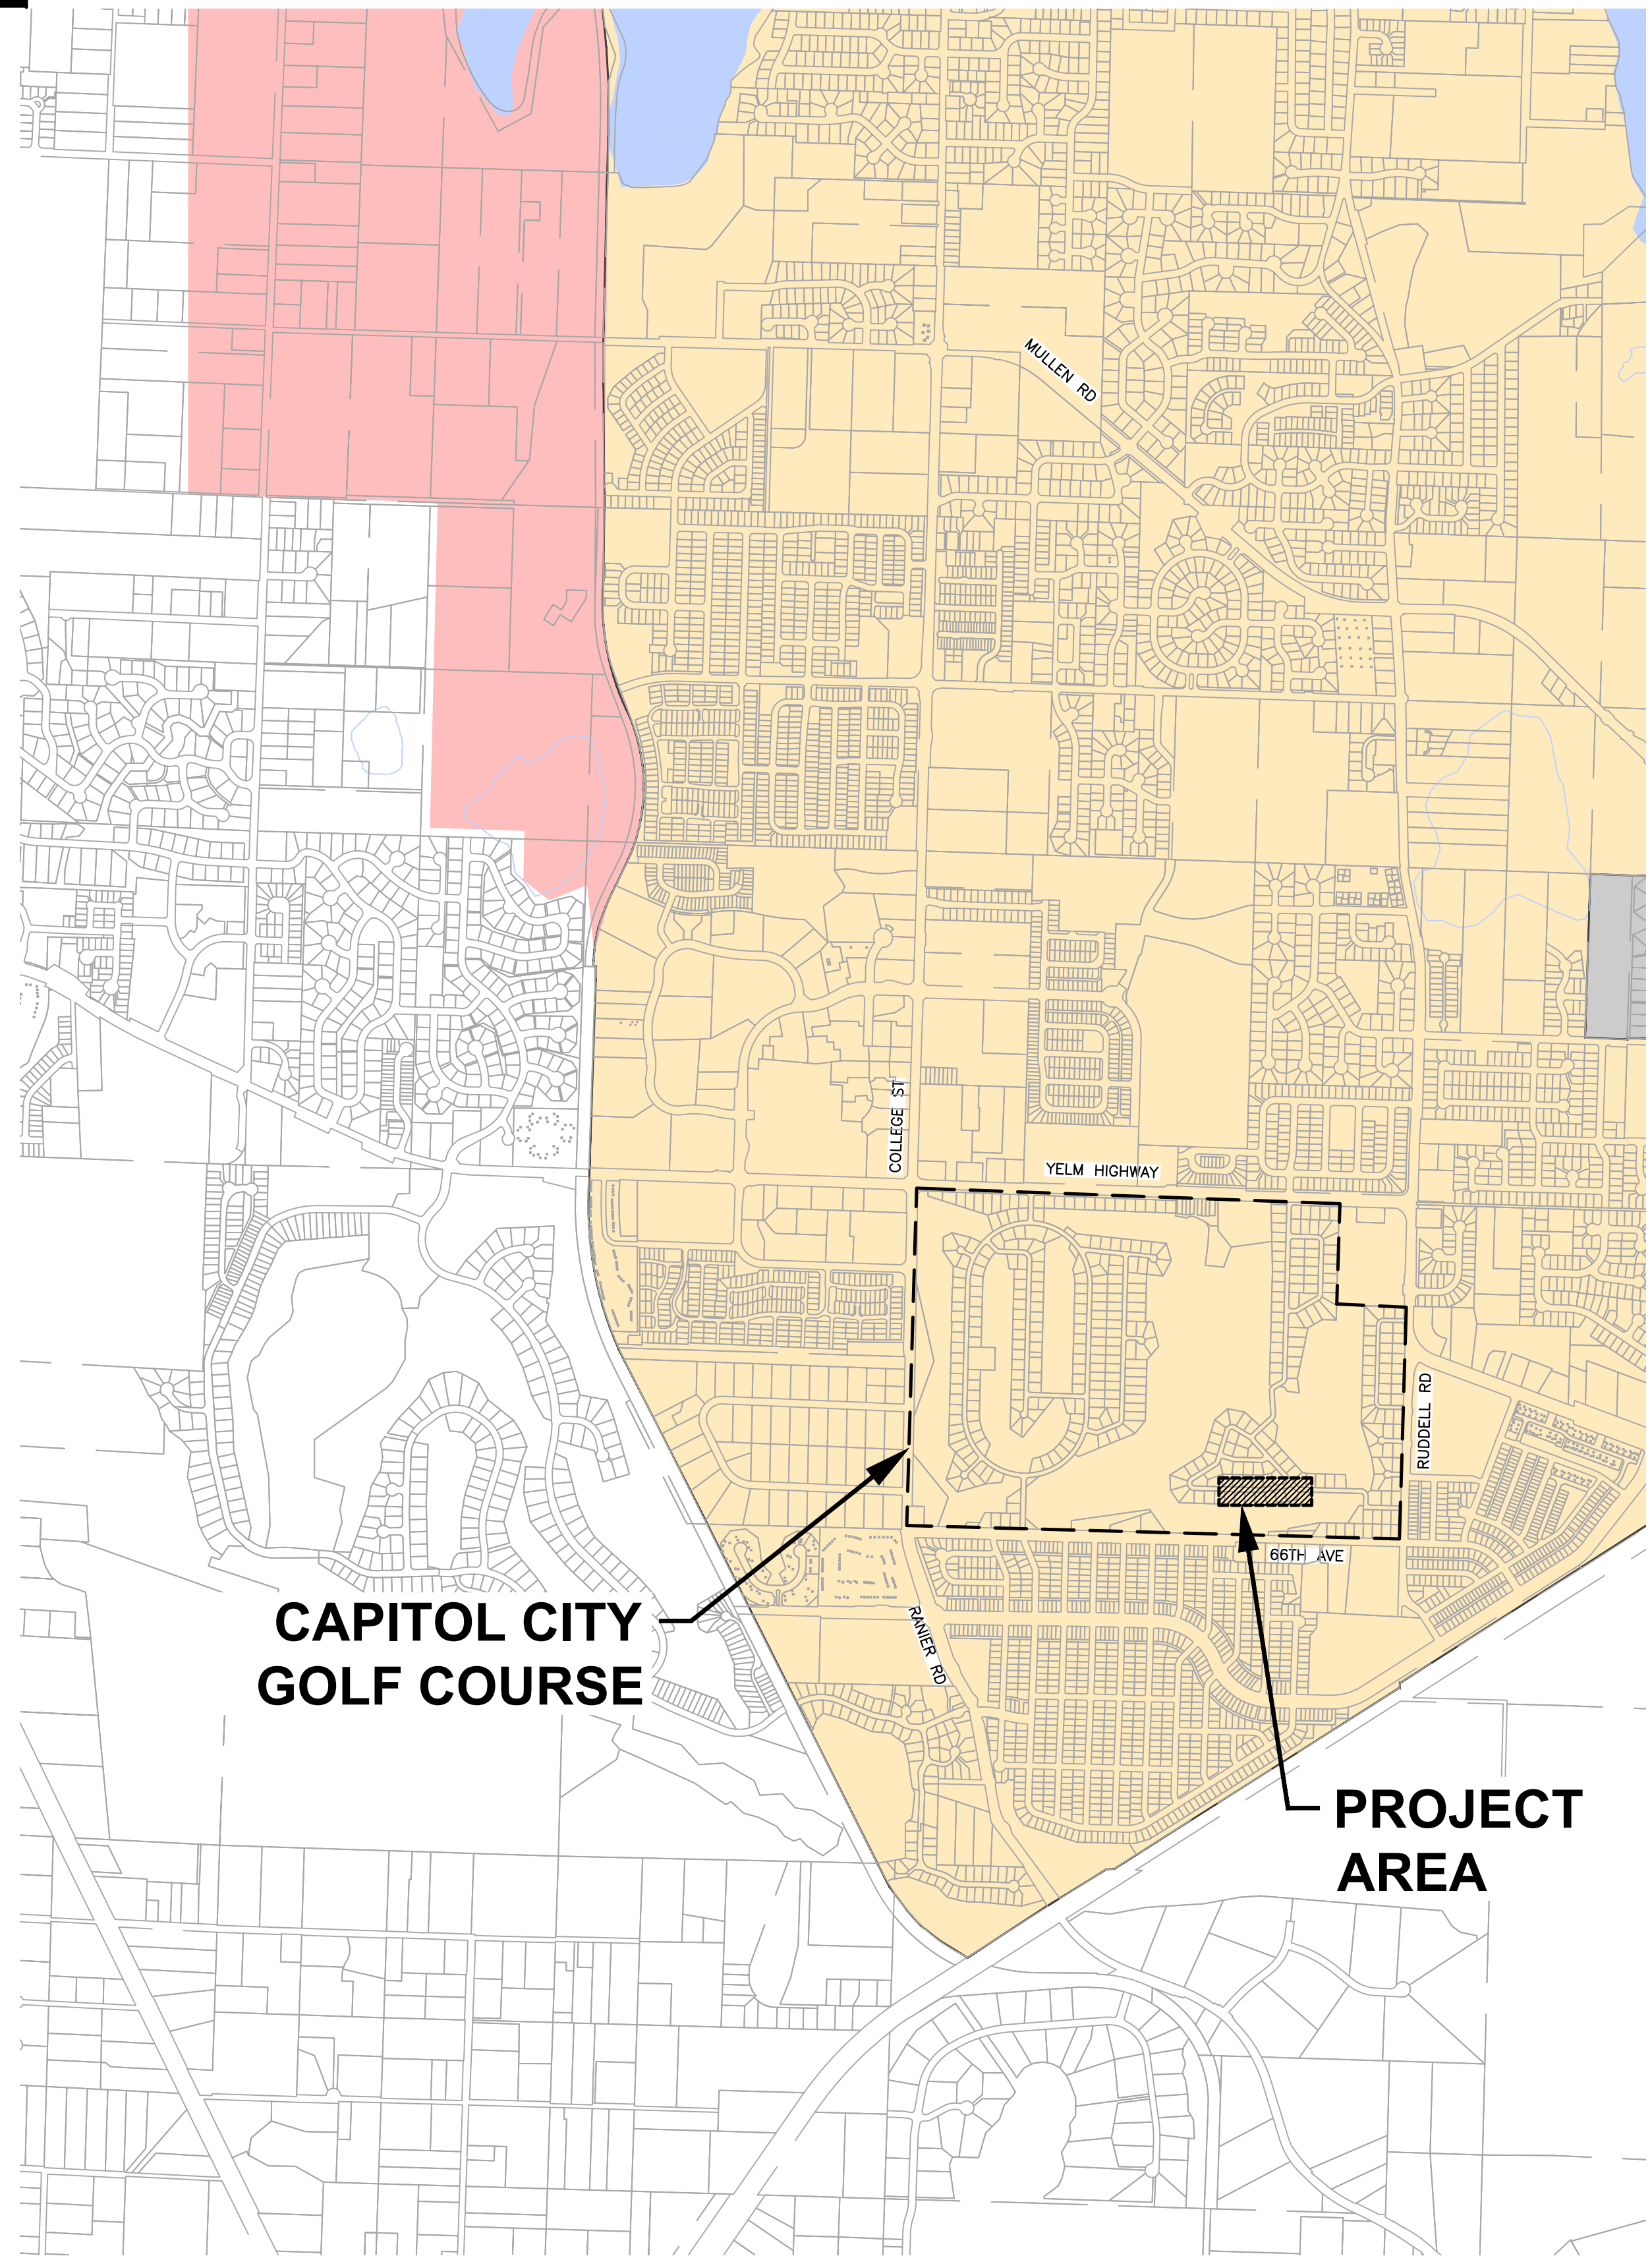 MULLEN RD
COLLEGE ST
YELM HIGHWAY
RUDDELL RD
66TH AVE
RANIER RD
CAPITOL CITY
GOLF COURSE
PROJECT
AREA